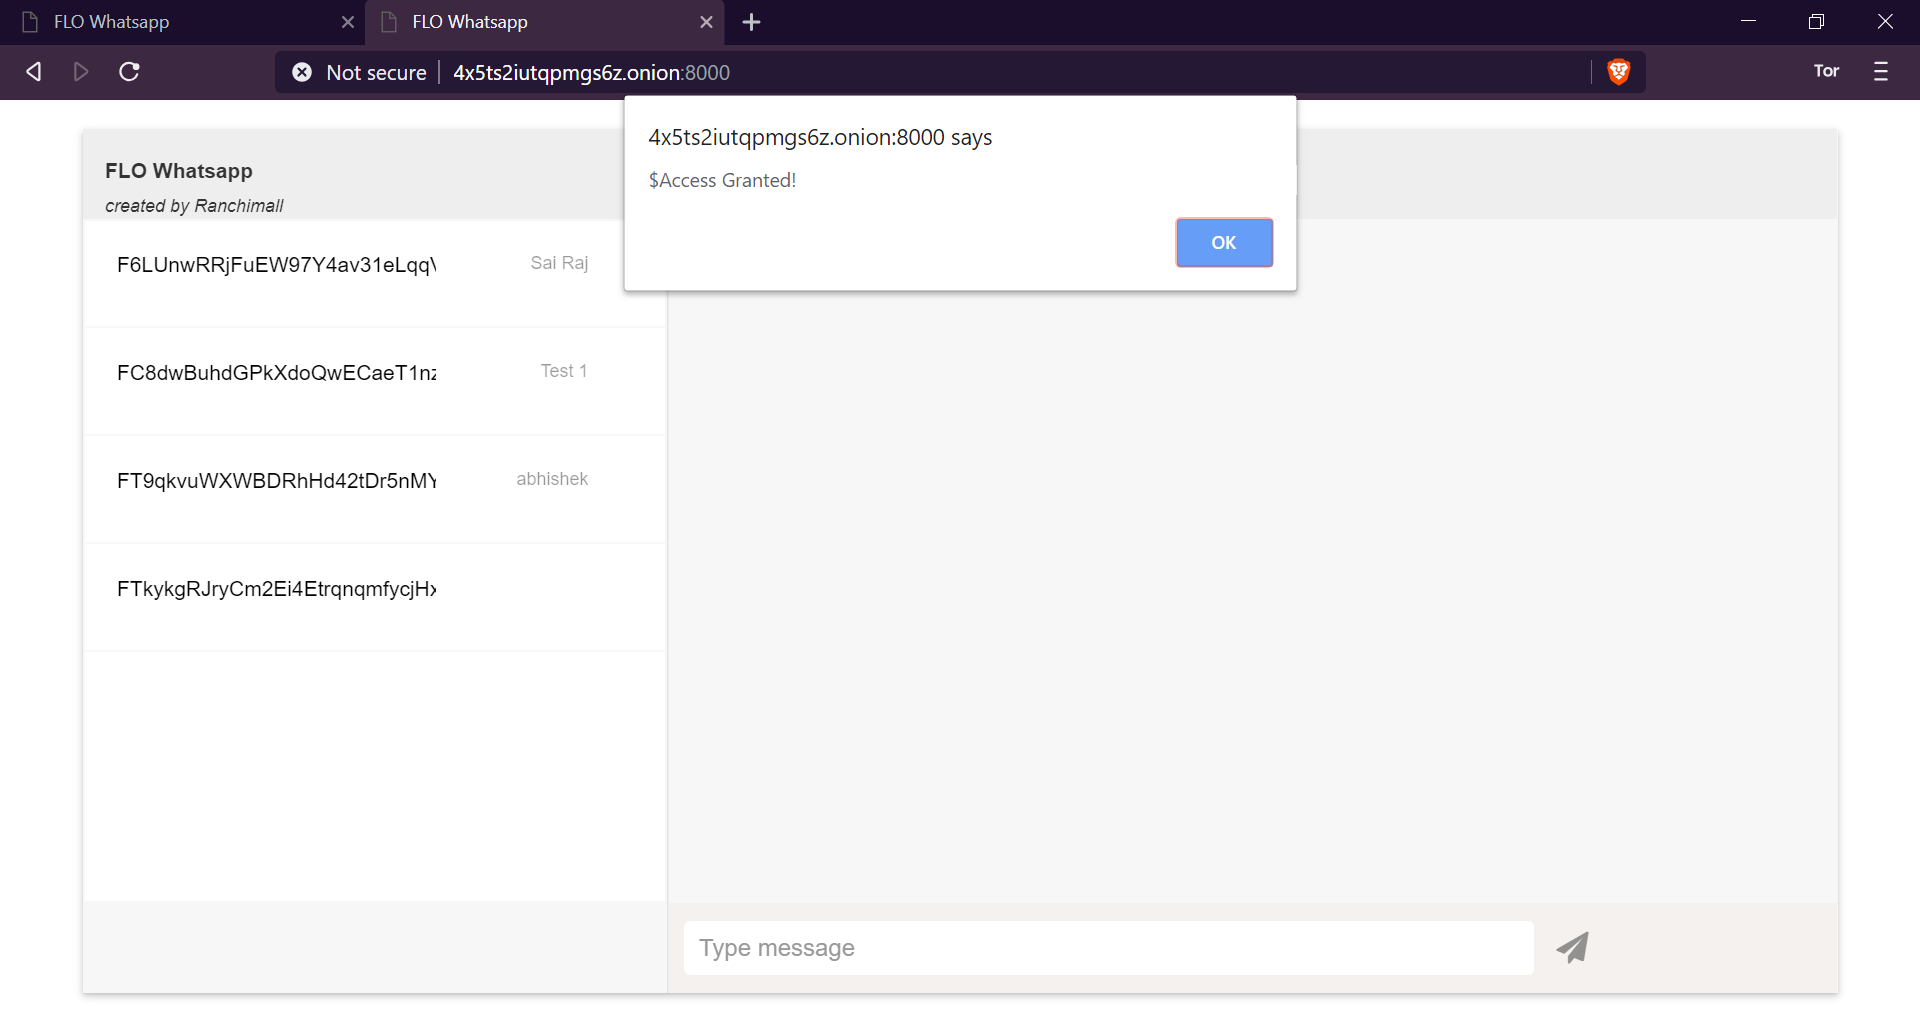 FLO Whatsapp
FLO Whatsapp
Not secure
4x5ts2iutqpmgs6z.onion:8000
Tor
4x5ts2iutqpmgs6z.onion:8000 says
$Access Granted!
OK
FLO Whatsapp
created by Ranchimall
F6LUnwRRjFuEW97Y4av31eLqq
Sai Raj
FC8dwBuhdGPkXdoQwECaeT1nz
Test 1
FT9qkvuWXWBDRhHd42tDr5nMY
abhishek
FTkykgRJryCm2Ei4EtrqnqmfycjHx
Type message